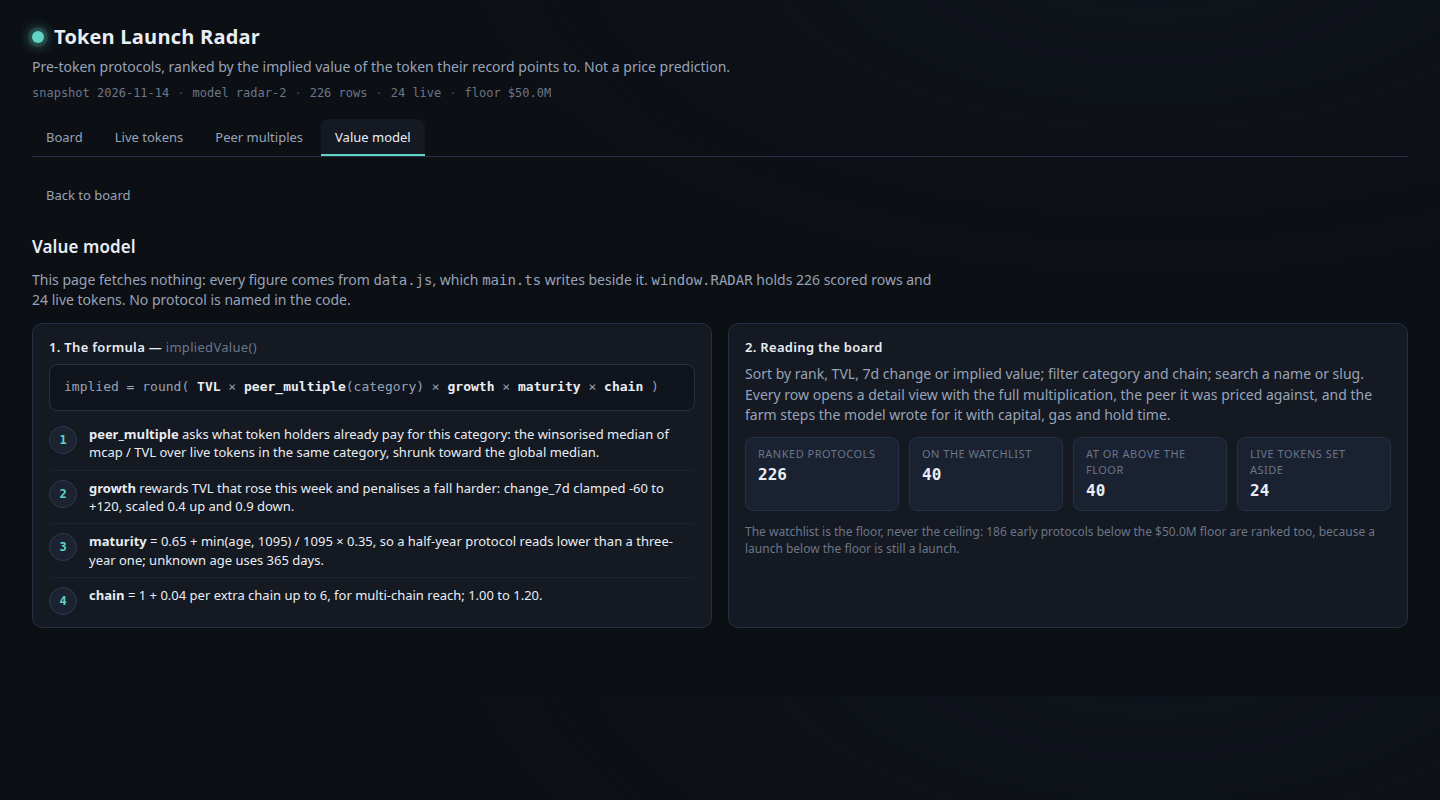 Token Launch Radar
Pre-token protocols, ranked by the implied value of the token their record points to. Not a price prediction.
snapshot 2026-11-14 · model radar-2 · 226 rows · 24 live · floor $50.0M
Board
Live tokens
Peer multiples
Value model
Back to board
Value model
This page fetches nothing: every figure comes from data.js, which main.ts writes beside it. window.RADAR holds 226 scored rows and
24 live tokens. No protocol is named in the code.
1. The formula — impliedValue()
implied = round( TVL × peer_multiple(category) × growth × maturity × chain )
1
peer_multiple asks what token holders already pay for this category: the winsorised median of
mcap / TVL over live tokens in the same category, shrunk toward the global median.
2
growth rewards TVL that rose this week and penalises a fall harder: change_7d clamped -60 to
+120, scaled 0.4 up and 0.9 down.
3
maturity = 0.65 + min(age, 1095) / 1095 × 0.35, so a half-year protocol reads lower than a three-
year one; unknown age uses 365 days.
4
chain = 1 + 0.04 per extra chain up to 6, for multi-chain reach; 1.00 to 1.20.
2. Reading the board
Sort by rank, TVL, 7d change or implied value; filter category and chain; search a name or slug.
Every row opens a detail view with the full multiplication, the peer it was priced against, and the
farm steps the model wrote for it with capital, gas and hold time.
RANKED PROTOCOLS
226
ON THE WATCHLIST
40
AT OR ABOVE THE
FLOOR
40
LIVE TOKENS SET
ASIDE
24
The watchlist is the floor, never the ceiling: 186 early protocols below the $50.0M floor are ranked too, because a
launch below the floor is still a launch.